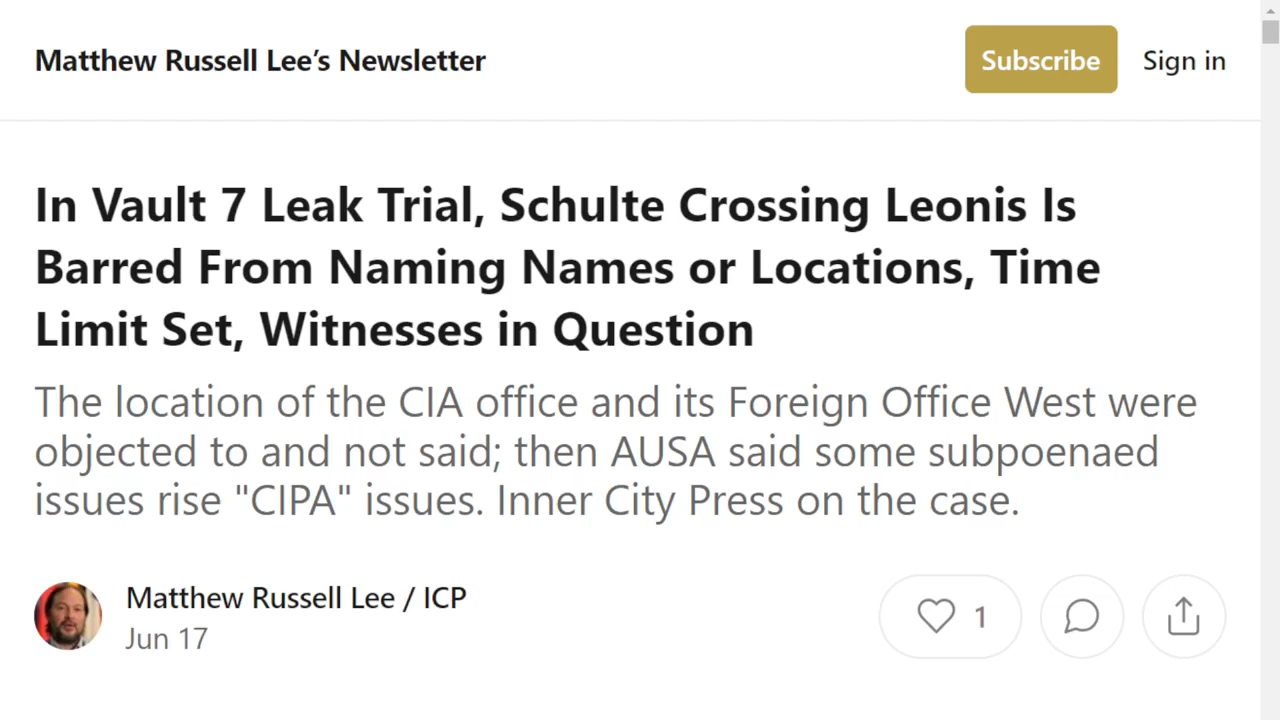 Matthew Russell Lee’s Newsletter
Subscribe
Sign in
In Vault 7 Leak Trial, Schulte Crossing Leonis Is
Barred From Naming Names or Locations, Time
Limit Set, Witnesses in Question
The location of the CIA office and its Foreign Office West were
objected to and not said; then AUSA said some subpoenaed
issues rise "CIPA" issues. Inner City Press on the case.
Matthew Russell Lee / ICP
Jun 17
1